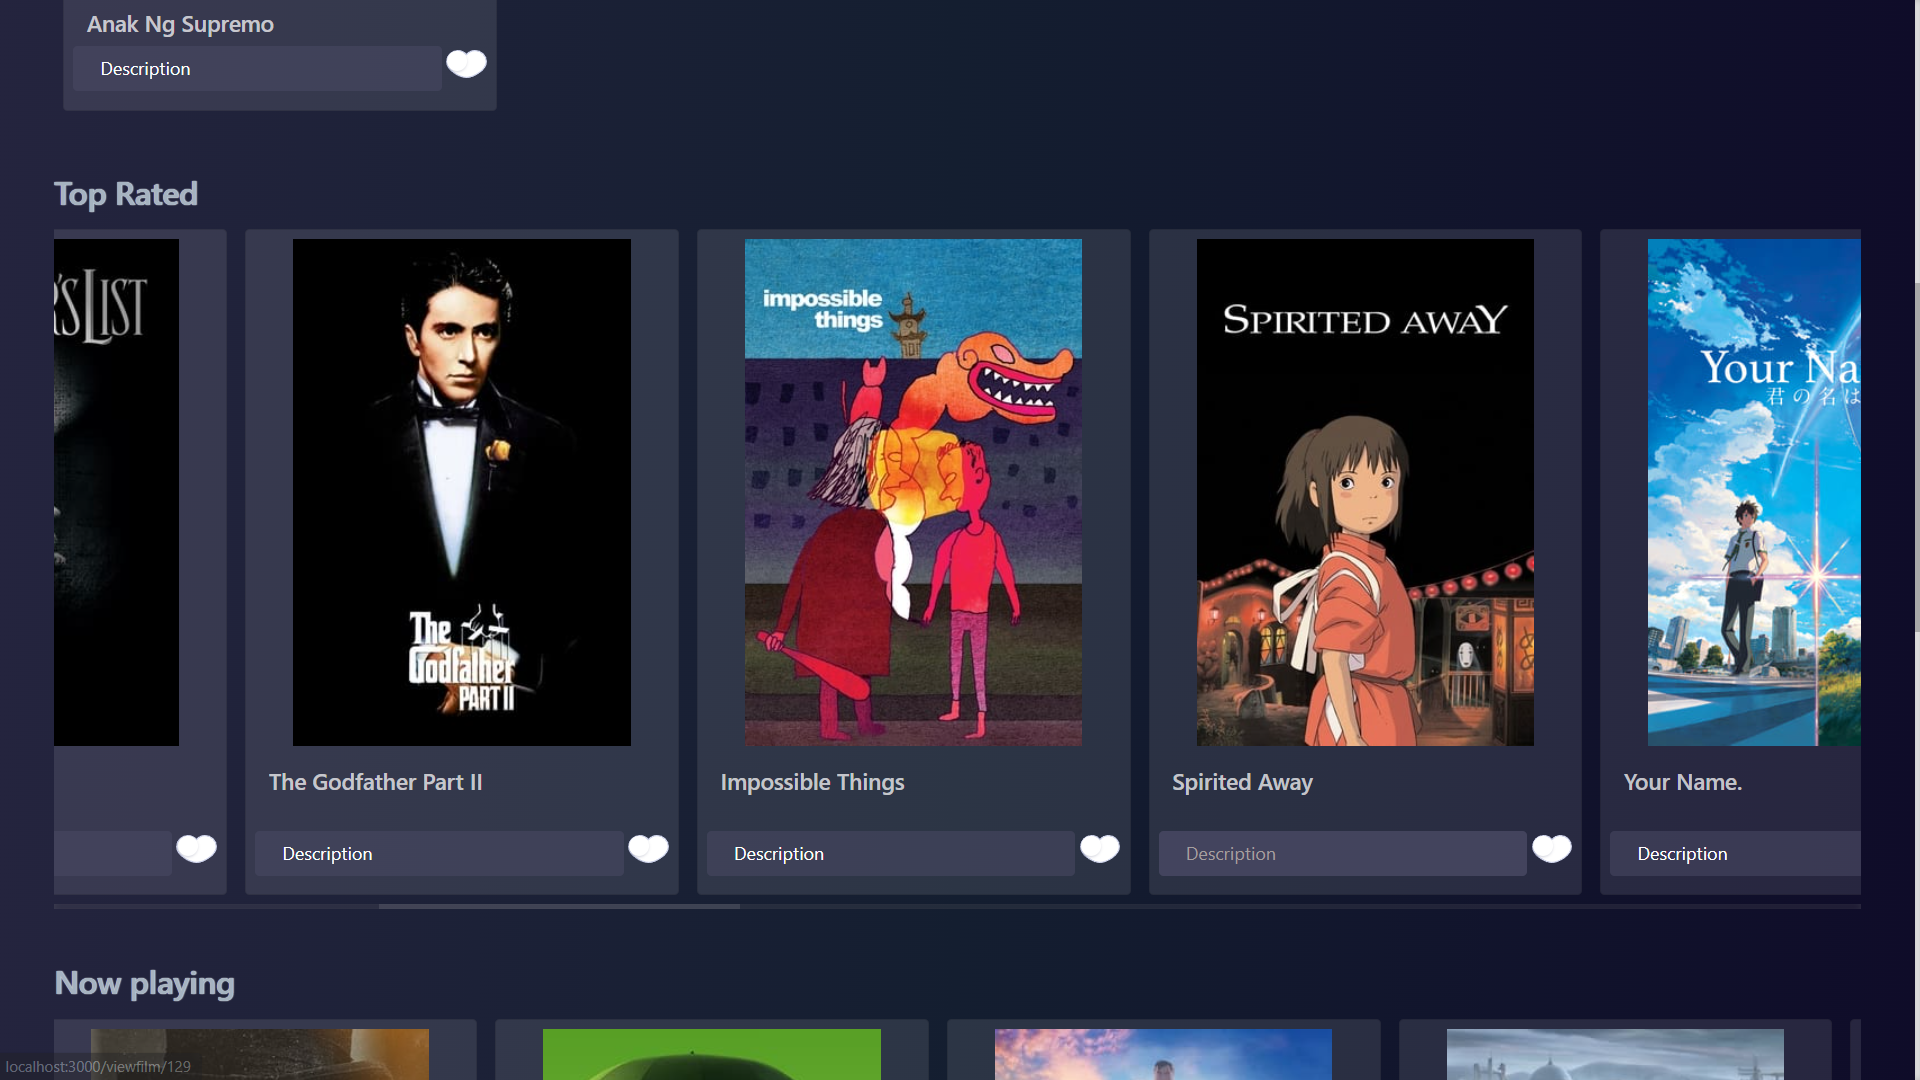 Anak Ng Supremo
Description
Top Rated
'S LIST
The Godfather PART II
impossible
things
SPIRITED AWAY
Your Na
君の名は
The Godfather Part II
Impossible Things
Spirited Away
Your Name.
Description
Description
Description
Description
Now playing
localhost:3000/viewfilm/129